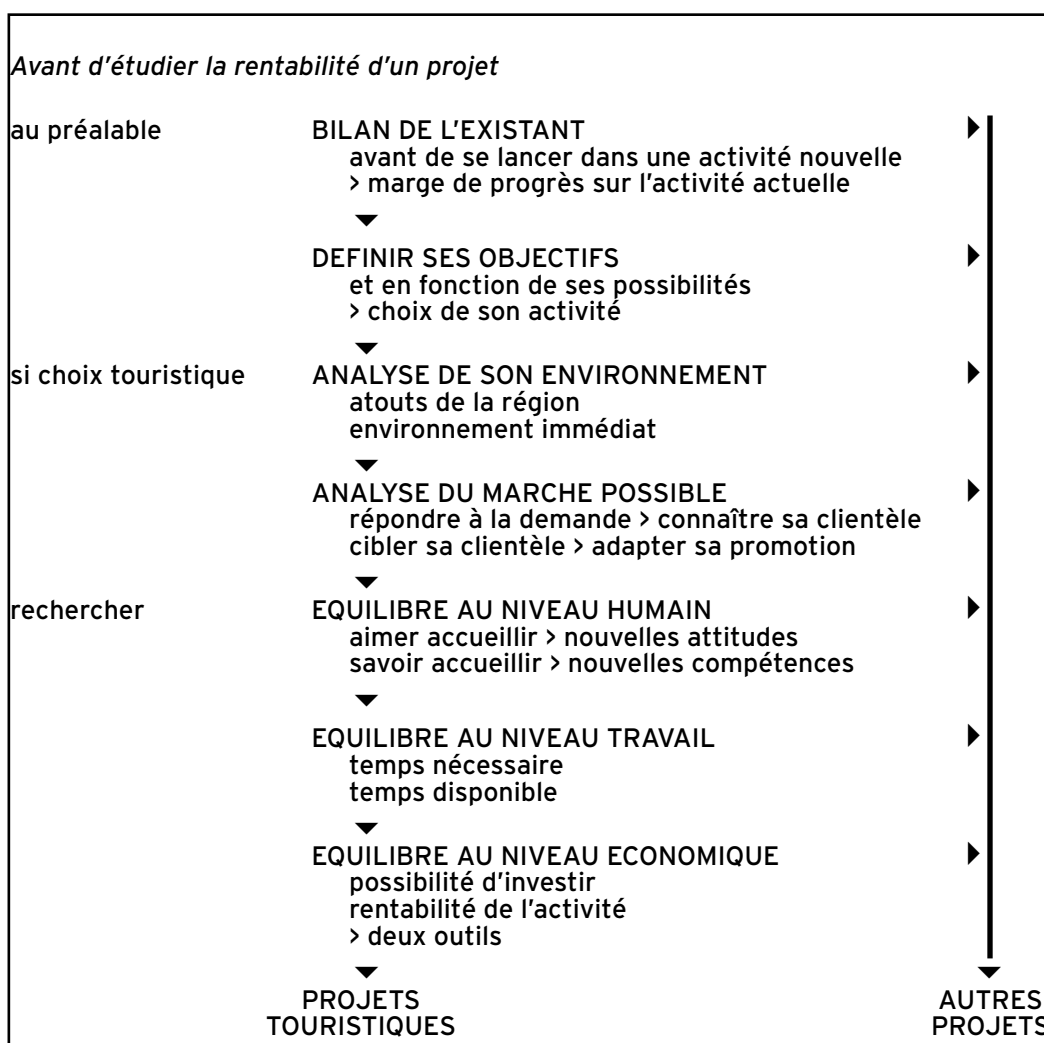 Avant d'étudier la rentabilité d'un projet
au préalable BILAN DE L'EXISTANT
avant de se lancer dans une activité nouvelle
> marge de progrès sur l'activité actuelle
DEFINIR SES OBJECTIFS
et en fonction de ses possibilités
> choix de son activité
si choix touristique ANALYSE DE SON ENVIRONNEMENT
atouts de la région
environnement immédiat
ANALYSE DU MARCHE POSSIBLE
répondre à la demande > connaître sa clientèle
cibler sa clientèle > adapter sa promotion
rechercher EQUILIBRE AU NIVEAU HUMAIN
aimer accueillir > nouvelles attitudes
savoir accueillir > nouvelles compétences
EQUILIBRE AU NIVEAU TRAVAIL
temps nécessaire
temps disponible
EQUILIBRE AU NIVEAU ECONOMIQUE
possibilité d'investir
rentabilité de l'activité
> deux outils
PROJETS
TOURISTIQUES
AUTRES
PROJETS